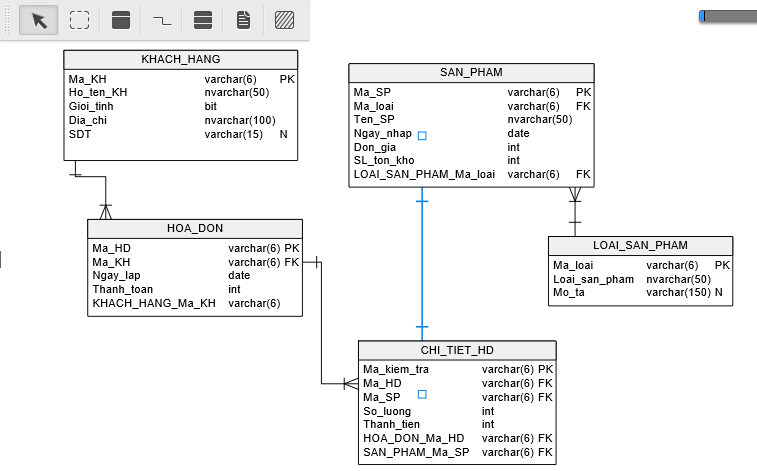 KHACH_HANG
Ma_KH varchar(6) PK
Ho_ten_KH nvarchar(50)
Gioi_tinh bit
Dia_chi nvarchar(100)
SDT varchar(15) N
SAN_PHAM
Ma_SP varchar(6) PK
Ma_loai varchar(6) FK
Ten_SP nvarchar(50)
Ngay_nhap date
Don_gia int
SL_ton_kho int
LOAI_SAN_PHAM_Ma_loai varchar(6) FK
HOA_DON
Ma_HD varchar(6) PK
Ma_KH varchar(6) FK
Ngay_lap date
Thanh_toan int
KHACH_HANG_Ma_KH varchar(6)
LOAI_SAN_PHAM
Ma_loai varchar(6) PK
Loai_san_pham nvarchar(50)
Mo_ta varchar(150) N
CHI_TIET_HD
Ma_kiem_tra varchar(6) PK
Ma_HD varchar(6) FK
Ma_SP varchar(6) FK
So_luong int
Thanh_tien int
HOA_DON_Ma_HD varchar(6) FK
SAN_PHAM_Ma_SP varchar(6) FK